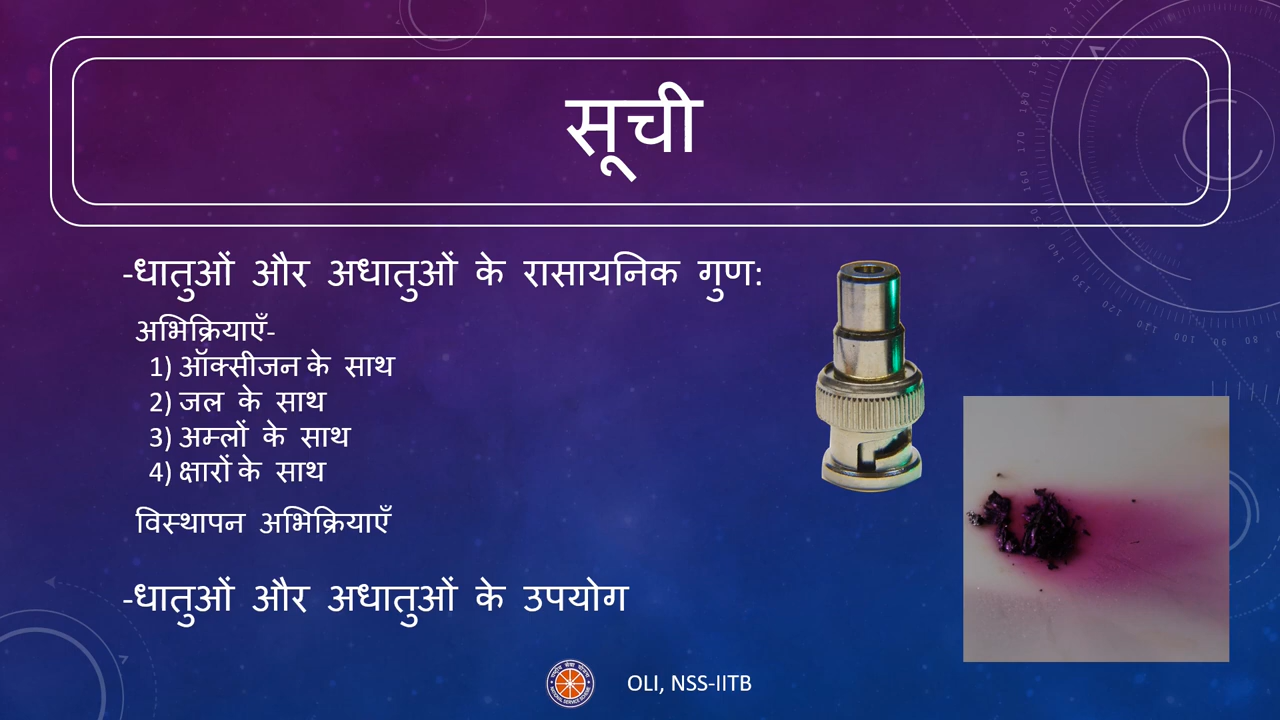 सूची
-धातुओं और अधातुओं के रासायनिक गुण:
अभिक्रियाएँ-
1) ऑक्सीजन के साथ
2) जल के साथ
3) अम्लों के साथ
4) क्षारों के साथ
विस्थापन अभिक्रियाएँ
-धातुओं और अधातुओं के उपयोग
OLI, NSS-IITB